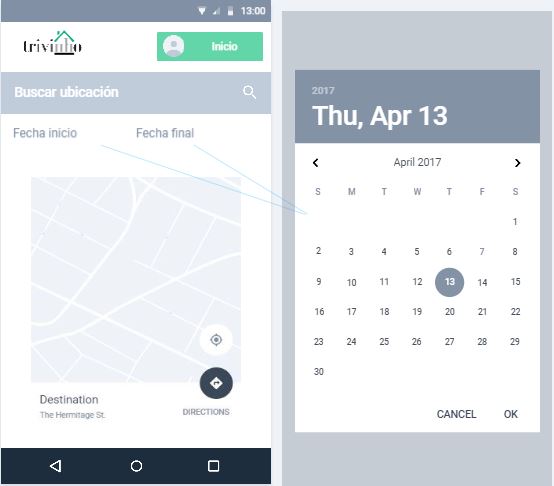 13:00
trivinho
Inicio
Buscar ubicación
Fecha inicio Fecha final
Destination
The Hermitage St.
DIRECTIONS
2017
Thu, Apr 13
April 2017
S M T W T F S
1
2 3 4 5 6 7 8
9 10 11 12 13 14 15
16 17 18 19 20 21 22
23 24 25 26 27 28 29
30
CANCEL OK